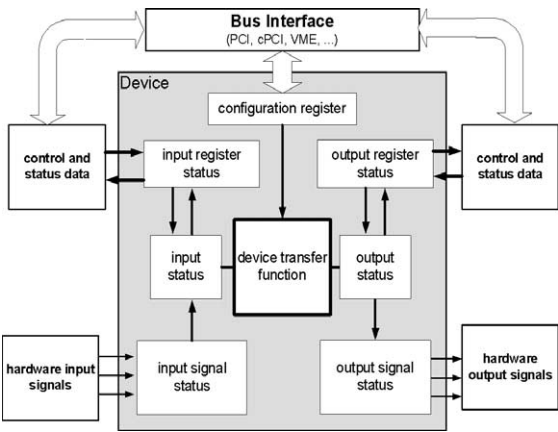 Bus Interface
(PCI, cPCI, VME, ...)
Device
configuration register
control and
status data
input register
status
output register
status
control and
status data
input
status
device transfer
function
output
status
hardware input
signals
input signal
status
output signal
status
hardware
output signals